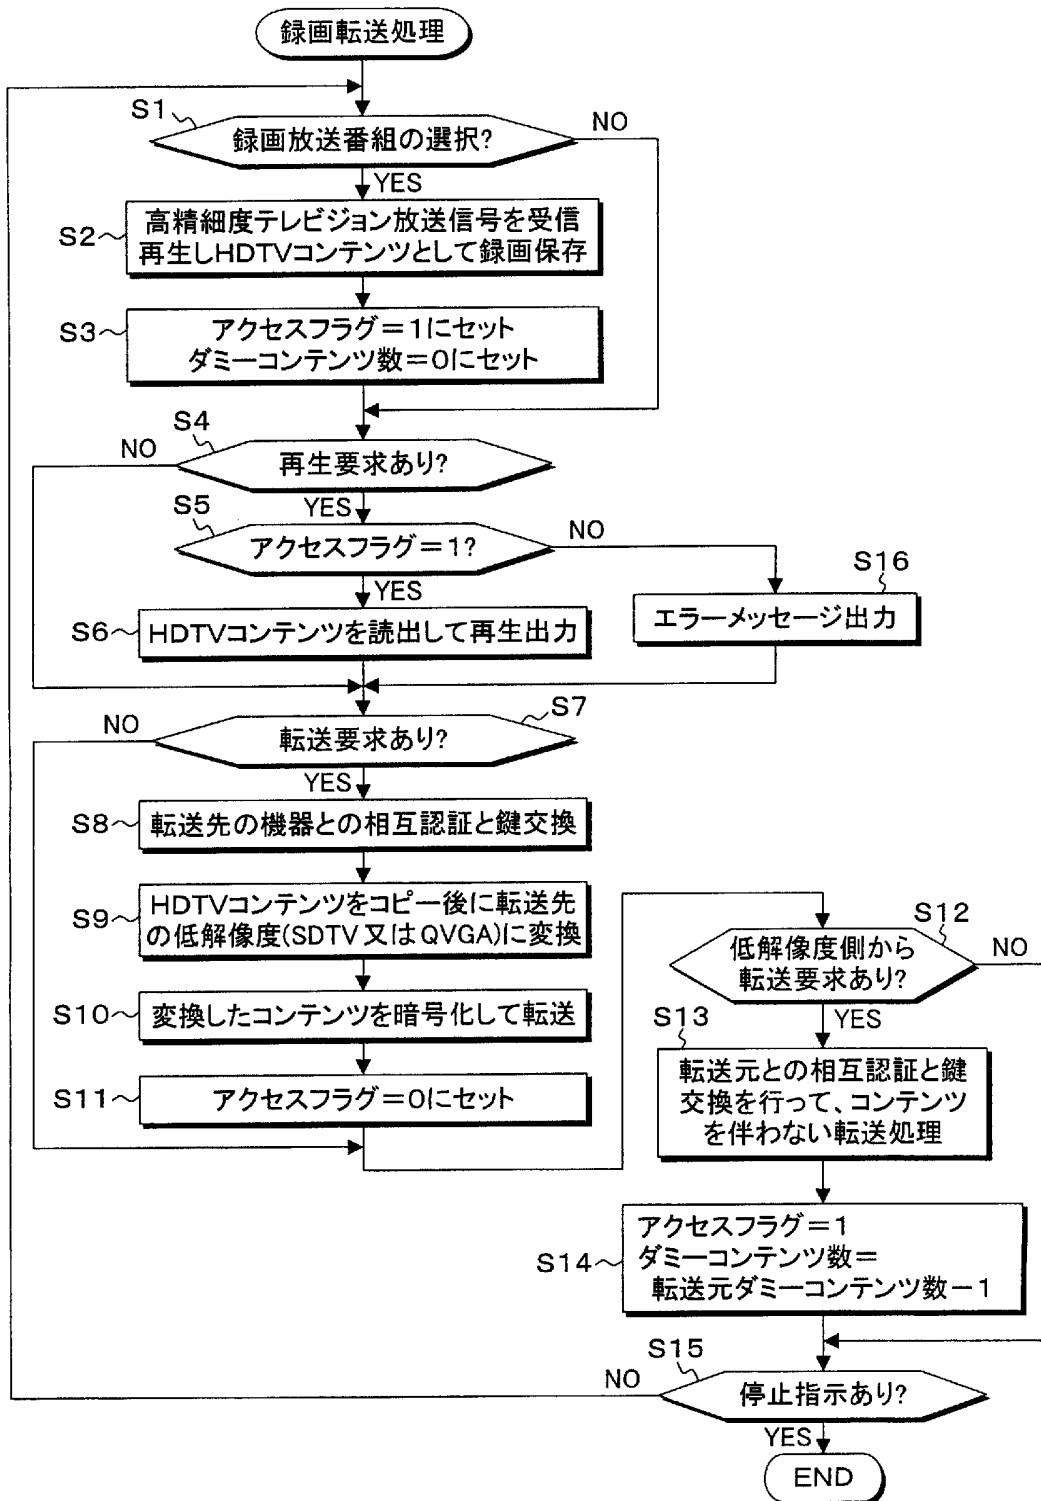 録画転送処理
S1
録画放送番組の選択?
NO
YES
S2
高精細度テレビジョン放送信号を受信
再生しHDTVコンテンツとして録画保存
S3
アクセスフラグ=1にセット
ダミーコンテンツ数=0にセット
S4
NO
再生要求あり?
YES
S5
アクセスフラグ=1?
NO
YES
S16
エラーメッセージ出力
S6
HDTVコンテンツを読出して再生出力
S7
NO
転送要求あり?
YES
S8
転送先の機器との相互認証と鍵交換
S9
HDTVコンテンツをコピー後に転送先
の低解像度(SDTV又はQVGA)に変換
S10
変換したコンテンツを暗号化して転送
S11
アクセスフラグ=0にセット
S12
低解像度側から
転送要求あり?
NO
YES
S13
転送元との相互認証と鍵
交換を行って、コンテンツ
を伴わない転送処理
S14
アクセスフラグ=1
ダミーコンテンツ数=
転送元ダミーコンテンツ数-1
S15
NO
停止指示あり?
YES
END